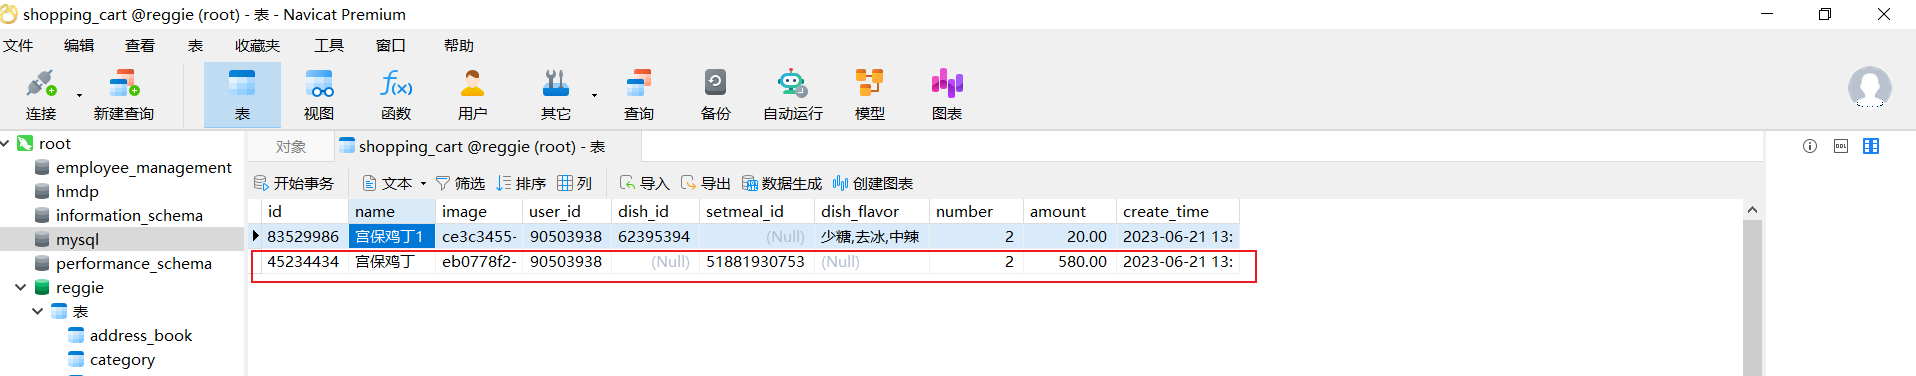 shopping_cart @reggie (root) - 表 - Navicat Premium
文件 编辑 查看 表 收藏夹 工具 窗口 帮助
连接 新建查询 表 视图 函数 用户 其它 查询 备份 自动运行 模型 图表
root
employee_management
hmdp
information_schema
mysql
performance_schema
reggie
表
address_book
category
对象 shopping_cart @reggie (root) - 表
开始事务 文本 筛选 排序 列 导入 导出 数据生成 创建图表
id name image user_id dish_id setmeal_id dish_flavor number amount create_time
83529986 宫保鸡丁1 ce3c3455- 90503938 62395394 (Null) 少糖,去冰,中辣 2 20.00 2023-06-21 13:
45234434 宫保鸡丁 eb0778f2- 90503938 (Null) 51881930753 (Null) 2 580.00 2023-06-21 13: